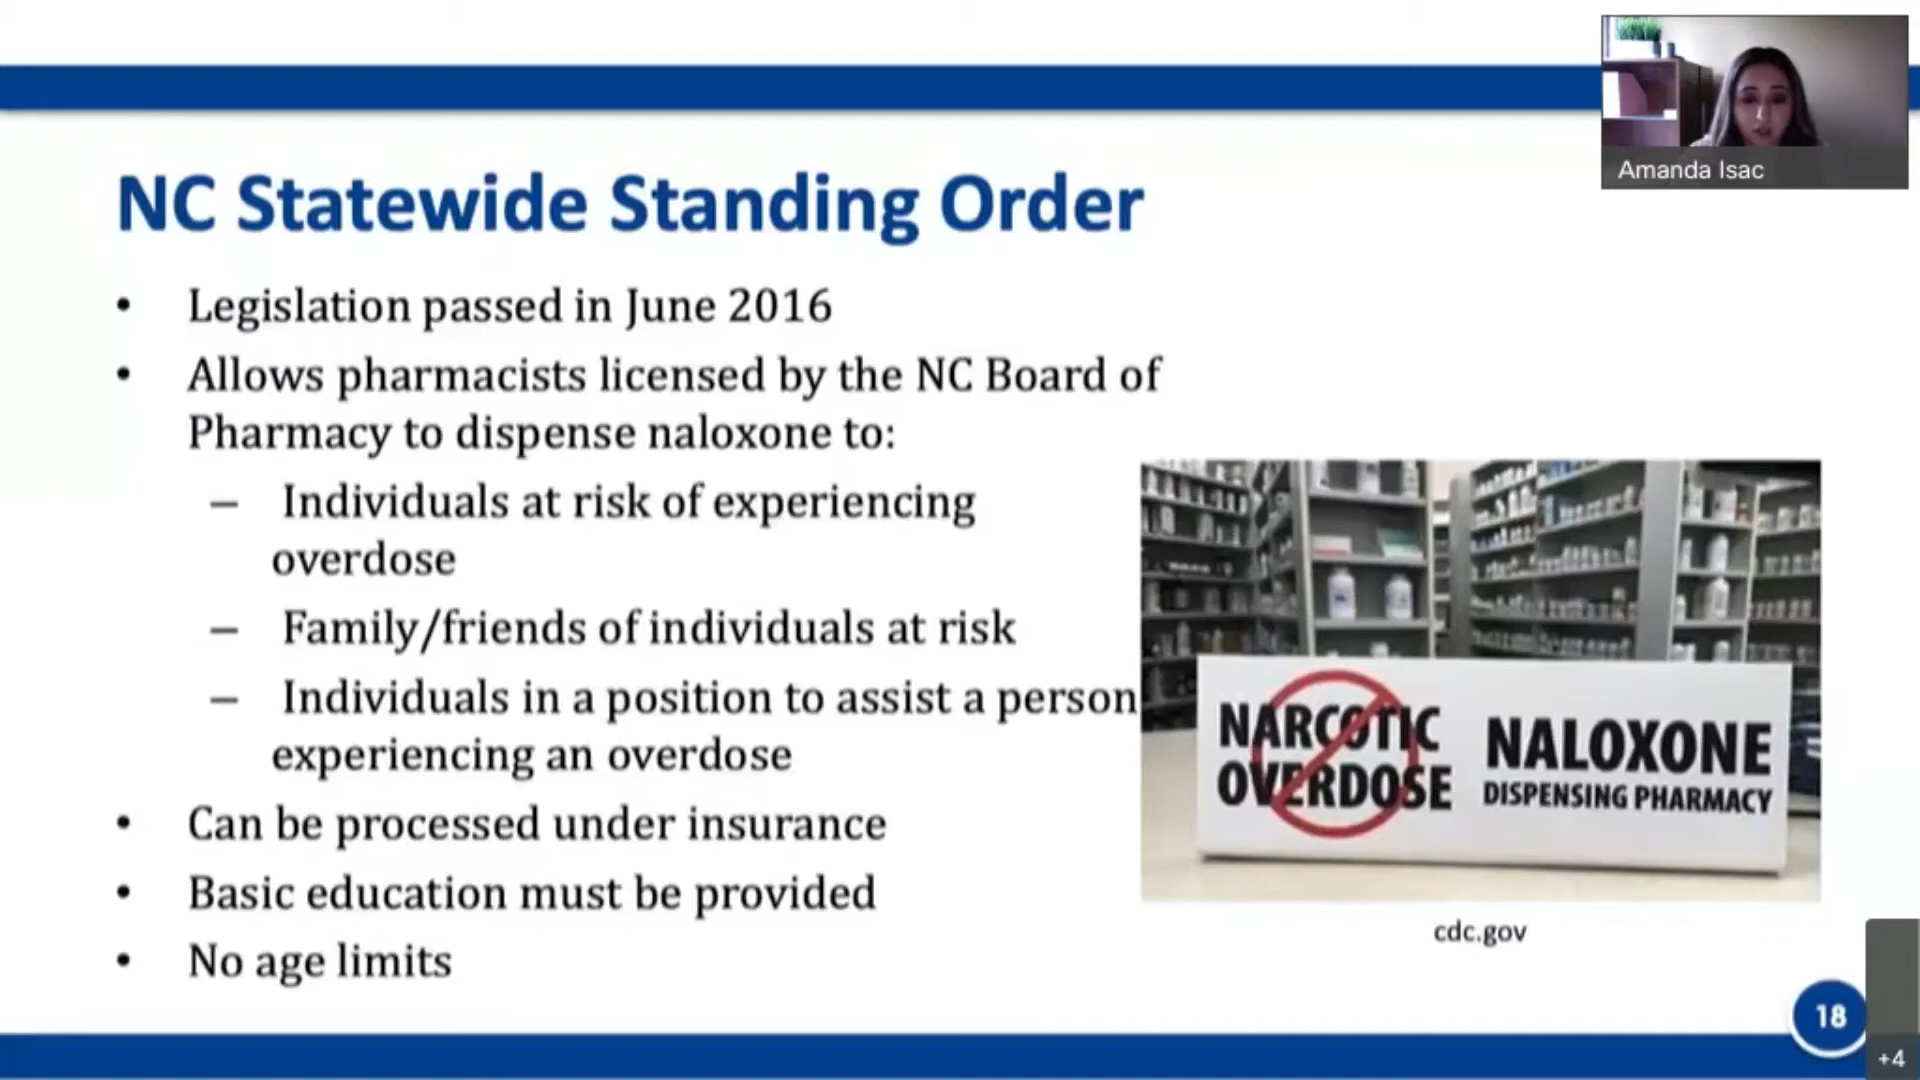 Amanda Isac
NC Statewide Standing Order
• Legislation passed in June 2016
• Allows pharmacists licensed by the NC Board of
Pharmacy to dispense naloxone to:
– Individuals at risk of experiencing
overdose
– Family/friends of individuals at risk
– Individuals in a position to assist a person
experiencing an overdose
• Can be processed under insurance
• Basic education must be provided
• No age limits
NARCOTIC
OVERDOSE
NALOXONE
DISPENSING PHARMACY
cdc.gov
18
+4